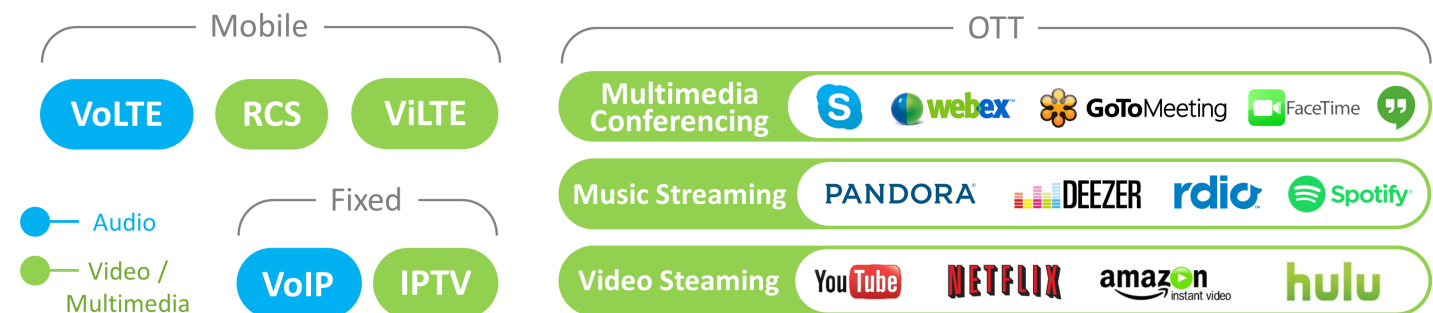 Mobile
VoLTE RCS ViLTE
Fixed
Audio
Video /
Multimedia
VoIP IPTV
OTT
Multimedia
Conferencing
S webex GoToMeeting FaceTime
Music Streaming PANDORA DEEZER rdio Spotify
Video Steaming YouTube NETFLIX amazon
instant video
hulu